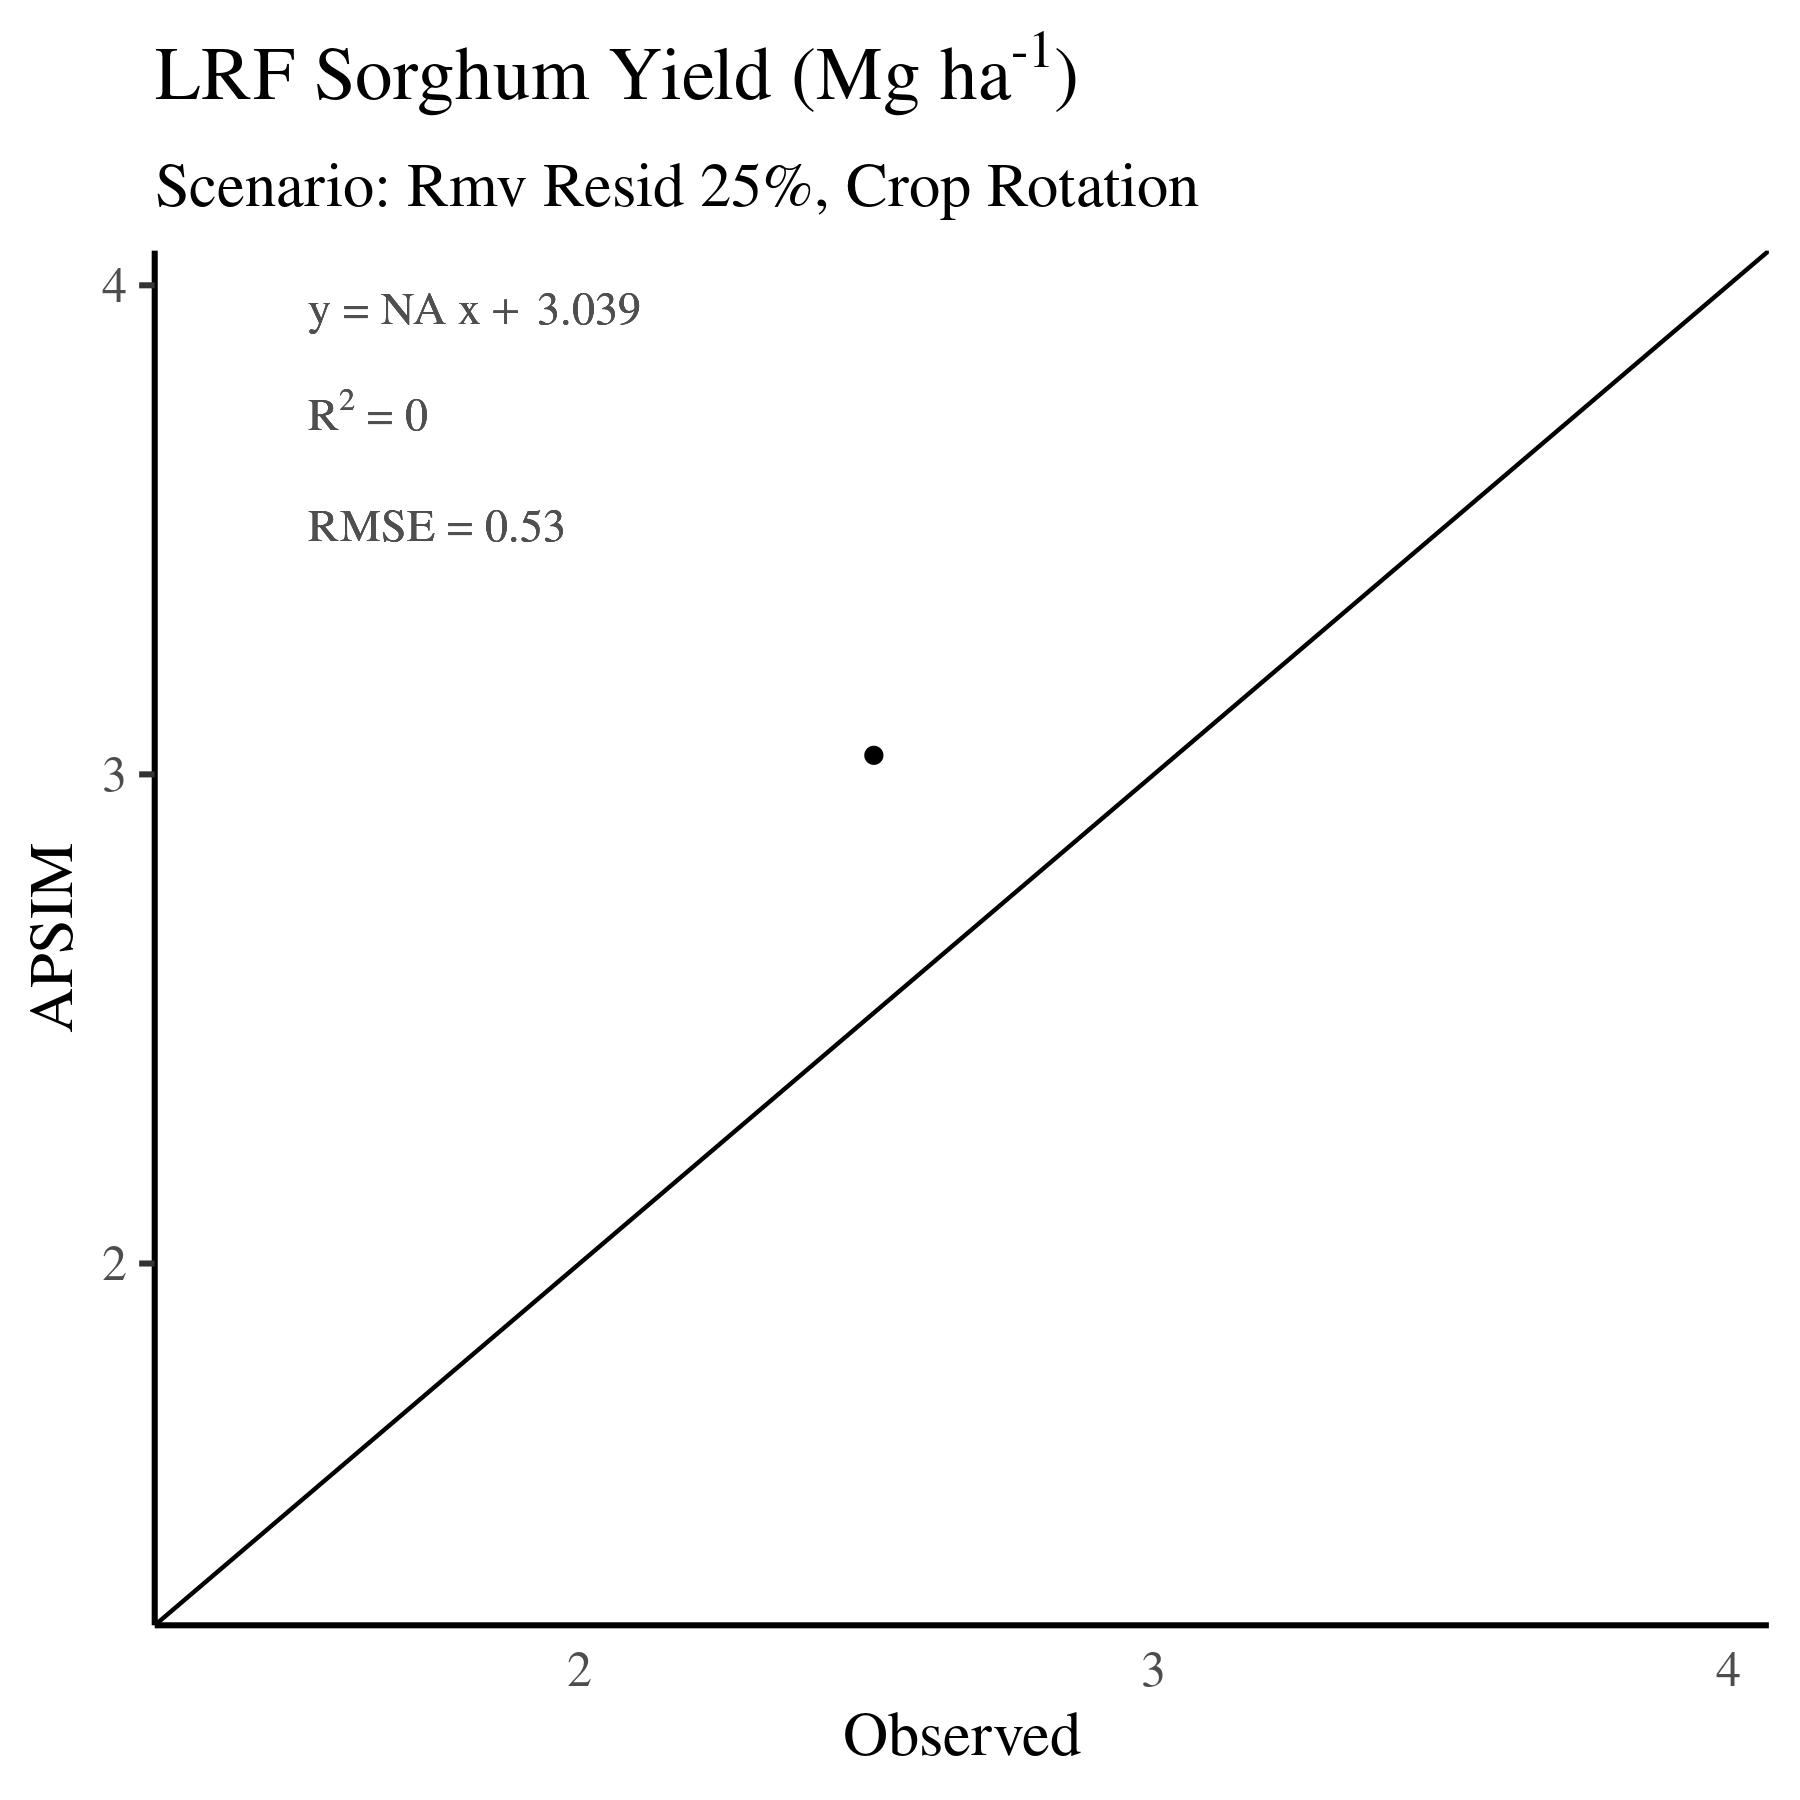 LRF Sorghum Yield (Mg ha⁻¹)
Scenario: Rmv Resid 25%, Crop Rotation
4
y = NA x + 3.039
R² = 0
RMSE = 0.53
3
APSIM
2
2 3 4
Observed